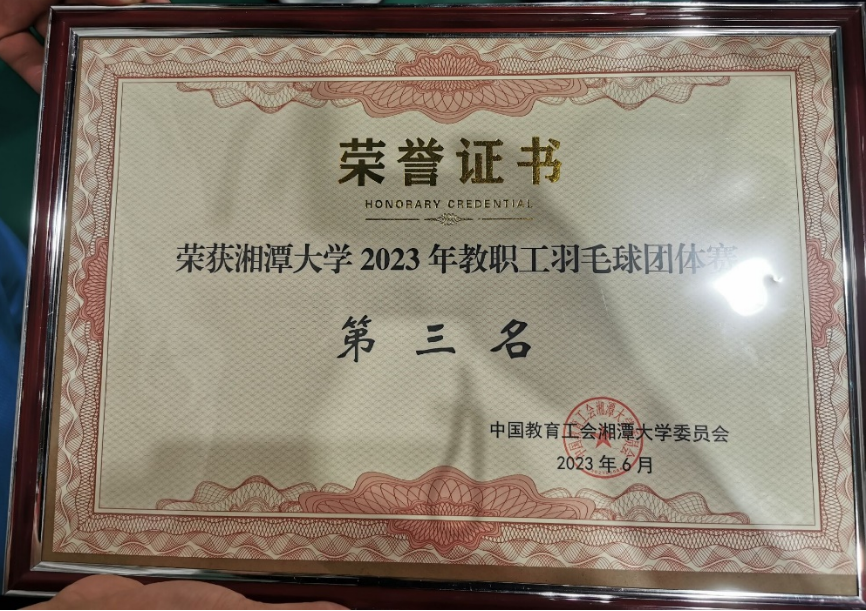 荣誉证书
HONORARY CREDENTIAL
荣获湘潭大学2023年教职工羽毛球团体赛
第三名
中国教育工会湘潭大学委员会
2023年6月